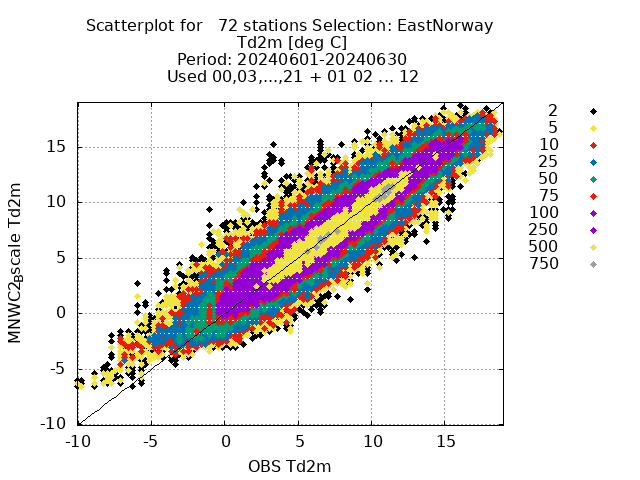 Scatterplot for 72 stations Selection: EastNorway
Td2m [deg C]
Period: 20240601-20240630
Used 00,03,...,21 + 01 02 ... 12
2
5
10
25
50
75
100
250
500
750
15
10
5
0
-5
-10
-10 -5 0 5 10 15
OBS Td2m